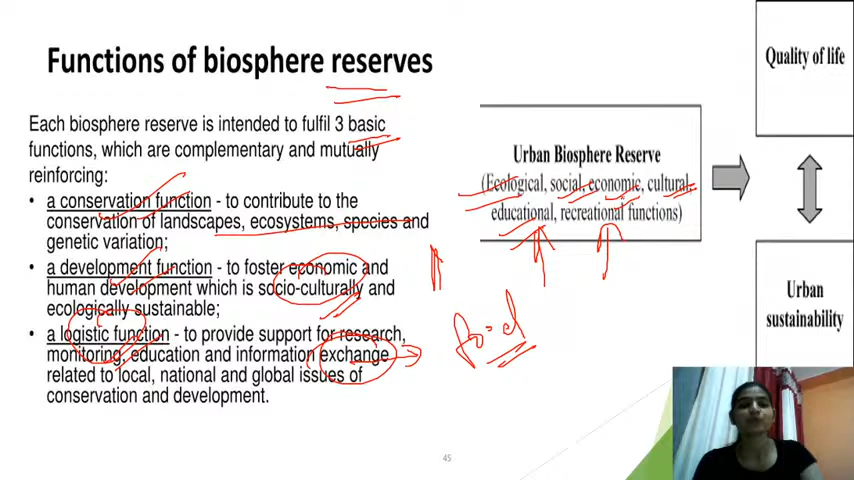 Functions of biosphere reserves
Each biosphere reserve is intended to fulfil 3 basic
functions, which are complementary and mutually
reinforcing:
• a conservation function - to contribute to the
conservation of landscapes, ecosystems, species and
genetic variation;
• a development function - to foster economic and
human development which is socio-culturally and
ecologically sustainable;
• a logistic function - to provide support for research,
monitoring, education and information exchange
related to local, national and global issues of
conservation and development.
Urban Biosphere Reserve
(Ecological, social, economic, cultural,
educational, recreational functions)
Quality of life
Urban
sustainability
food
45